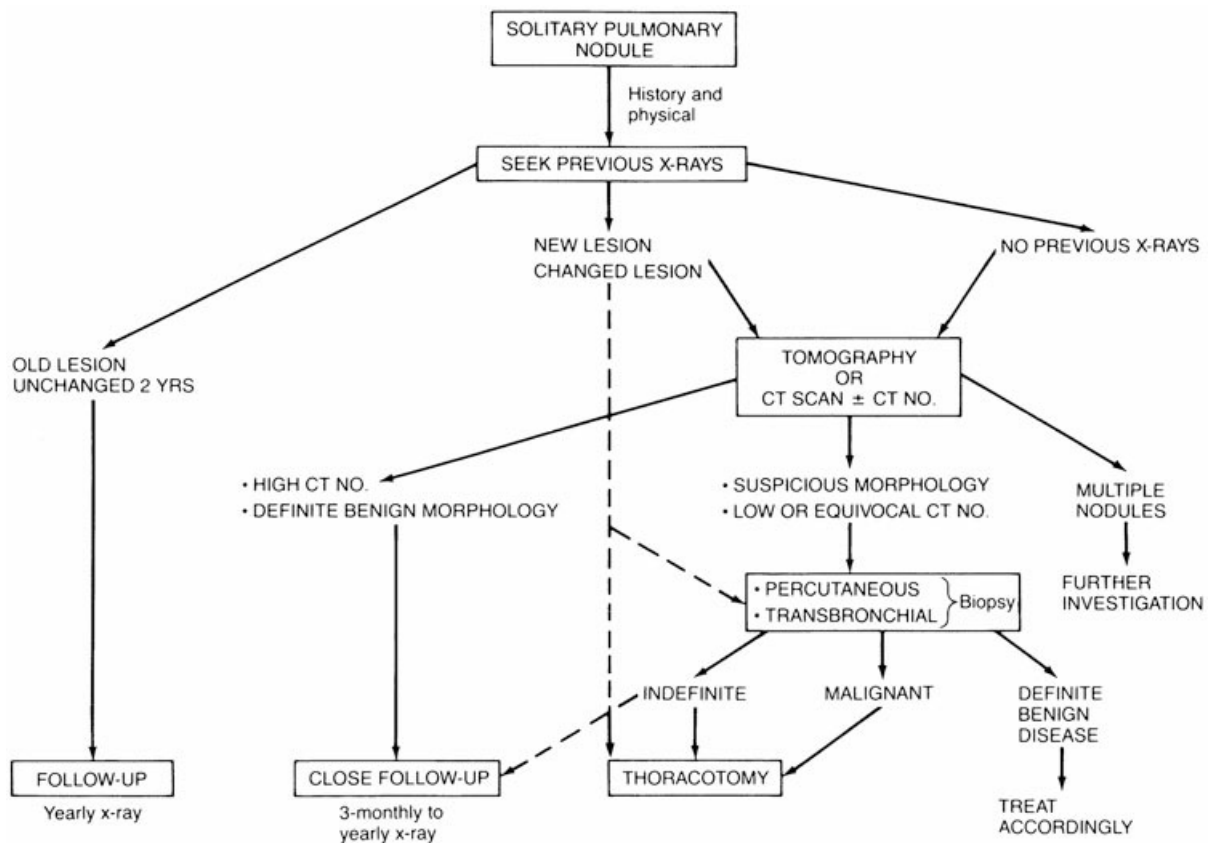 SOLITARY PULMONARY
NODULE
History and
physical
SEEK PREVIOUS X-RAYS
NEW LESION
CHANGED LESION
NO PREVIOUS X-RAYS
OLD LESION
UNCHANGED 2 YRS
TOMOGRAPHY
OR
CT SCAN ± CT NO.
• HIGH CT NO.
• DEFINITE BENIGN MORPHOLOGY
• SUSPICIOUS MORPHOLOGY
• LOW OR EQUIVOCAL CT NO.
MULTIPLE
NODULES
• PERCUTANEOUS
• TRANSBRONCHIAL
Biopsy
FURTHER
INVESTIGATION
INDEFINITE
MALIGNANT
DEFINITE
BENIGN
DISEASE
FOLLOW-UP
Yearly x-ray
CLOSE FOLLOW-UP
3-monthly to
yearly x-ray
THORACOTOMY
TREAT
ACCORDINGLY